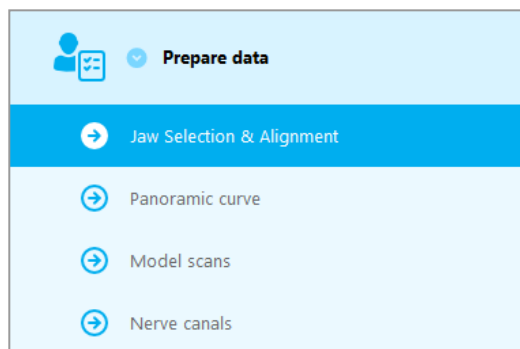 Prepare data
Jaw Selection & Alignment
Panoramic curve
Model scans
Nerve canals